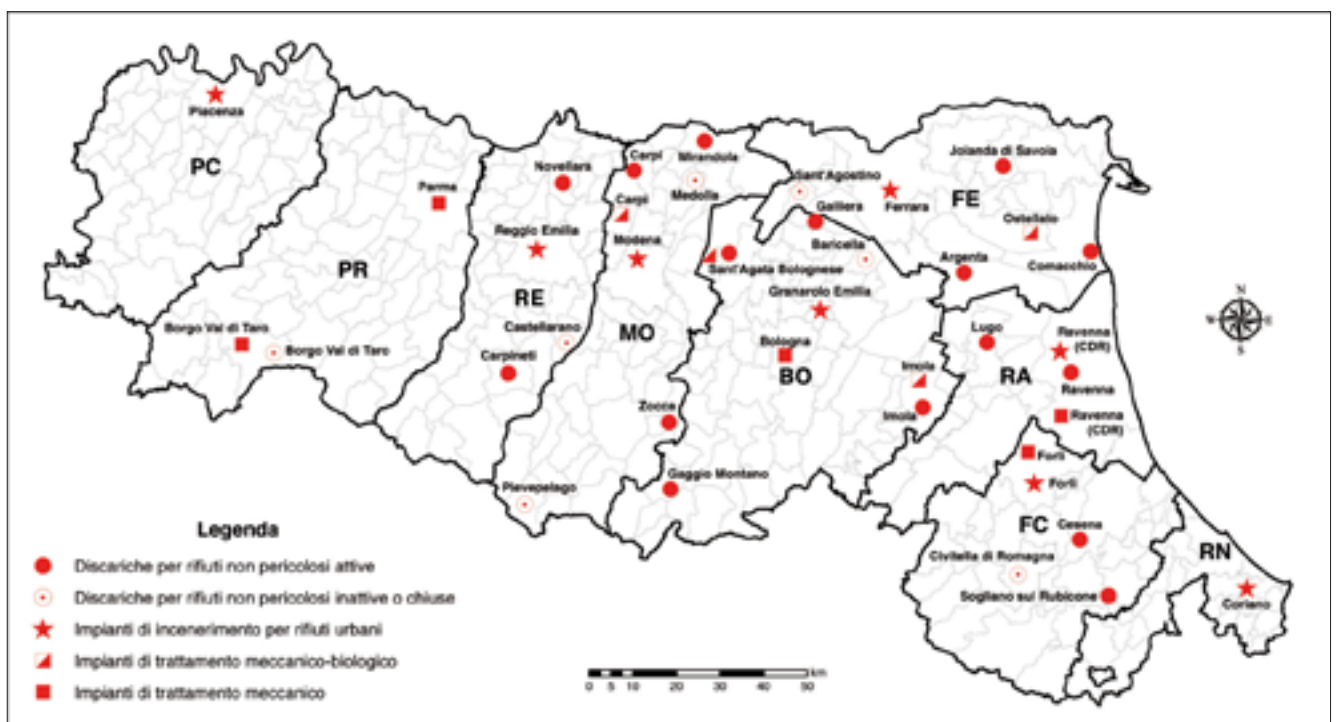 Piacenza
PC
Parma
PR
Borgo Val di Taro
Borgo Val di Taro
Novellara
Reggio Emilia
RE
Castellarano
Carpineti
Carpi
Mirandola
Medolla
Carpi
Modena
MO
Zocca
Pievepelago
Sant'Agostino
Galliera
Baricella
Sant'Agata Bolognese
Granarolo Emilia
Bologna
BO
Imola
Imola
Gaggio Montano
Jolanda di Savoia
Ferrara
FE
Ostellato
Argenta
Comacchio
Lugo
Ravenna
(CDR)
RA
Ravenna
Ravenna
(CDR)
Forlì
Forlì
FC
Cesena
Civitella di Romagna
Sogliano sul Rubicone
RN
Coriano
N
W
E
S
Legenda
Discariche per rifiuti non pericolosi attive
Discariche per rifiuti non pericolosi inattive o chiuse
Impianti di incenerimento per rifiuti urbani
Impianti di trattamento meccanico-biologico
Impianti di trattamento meccanico
km
0 5 10 20 30 40 50